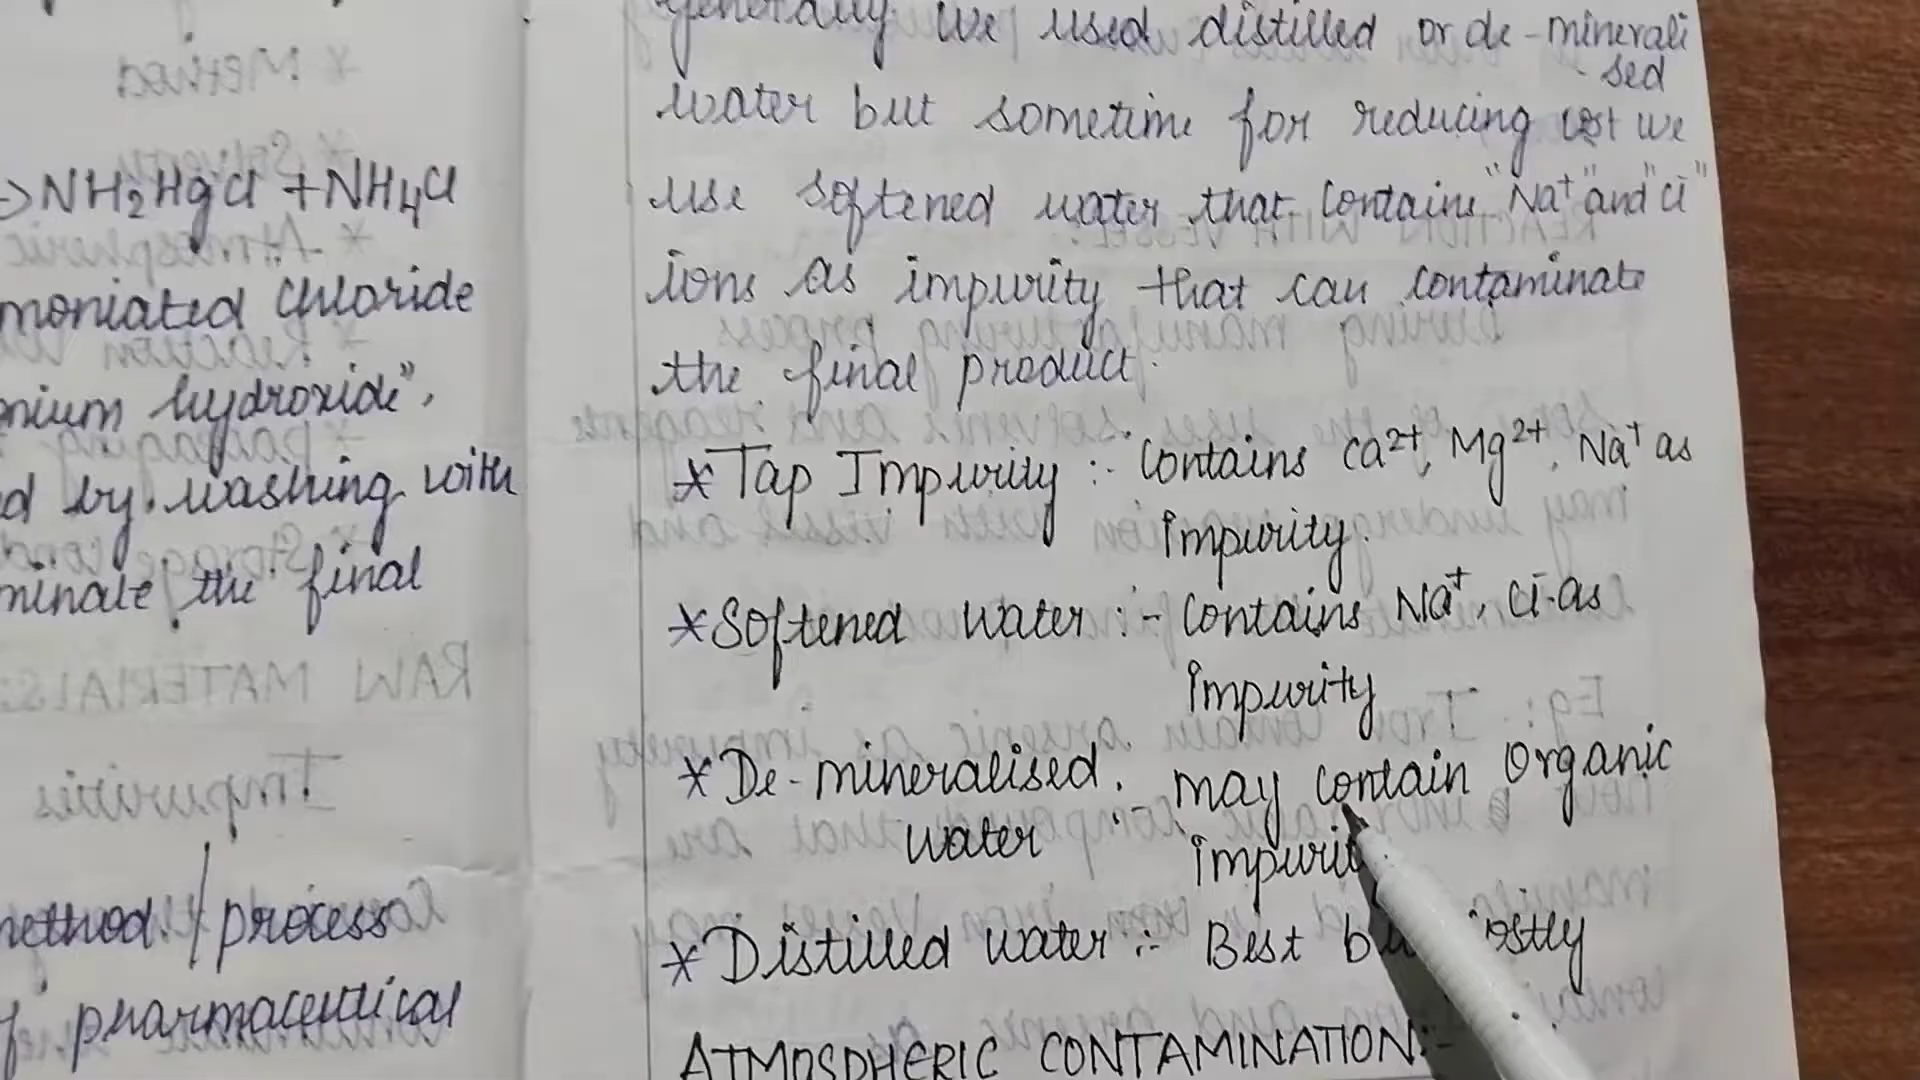 →NH2HgCl + NH4Cl
moniated Chloride
nium hydroxide",
d by washing with
minate the final
method / process
pharmaceutical
generally we used distilled or de-minerali
sed
water but sometime for reducing cost we
use softened water that contains "Na+" and "Cl-"
ions as impurity that can contaminate
the final product.
*Tap Impurity :- Contains Ca2+, Mg2+, Na+ as
impurity.
*Softened water :- Contains Na+, Cl- as
impurity
*De-mineralised :- may contain Organic
water impurity.
*Distilled water :- Best but costly
ATMOSPHERIC CONTAMINATION:-